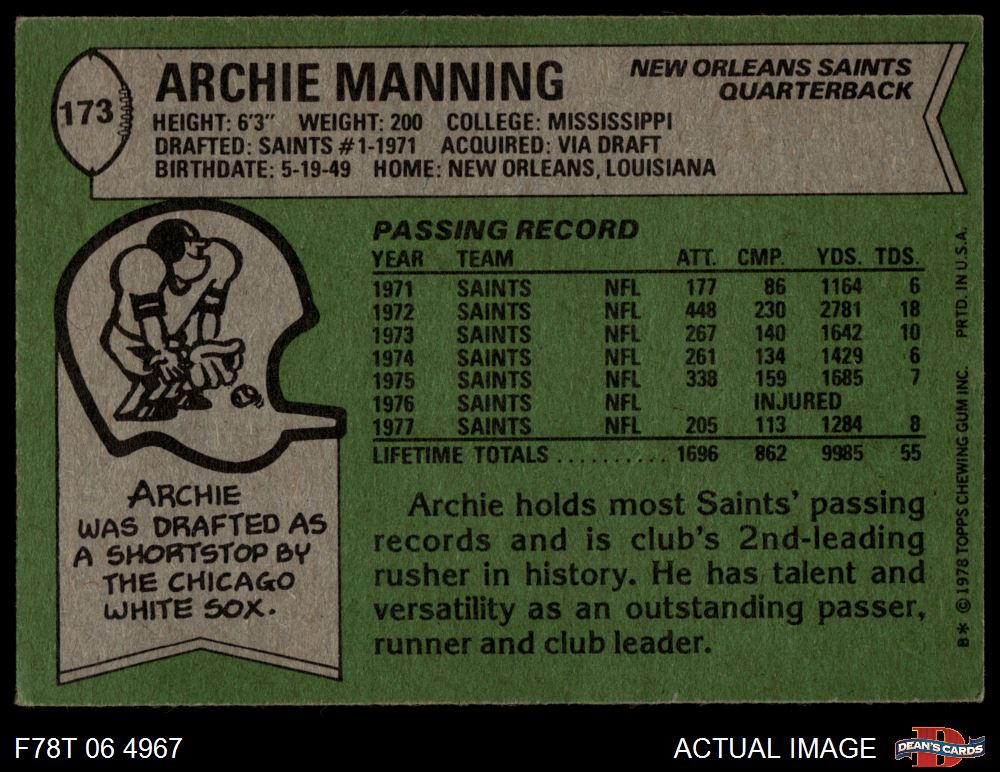 173
ARCHIE MANNING
NEW ORLEANS SAINTS
QUARTERBACK
HEIGHT: 6'3" WEIGHT: 200 COLLEGE: MISSISSIPPI
DRAFTED: SAINTS #1-1971 ACQUIRED: VIA DRAFT
BIRTHDATE: 5-19-49 HOME: NEW ORLEANS, LOUISIANA
PASSING RECORD
YEAR TEAM ATT. CMP. YDS. TDS.
1971 SAINTS NFL 177 86 1164 6
1972 SAINTS NFL 448 230 2781 18
1973 SAINTS NFL 267 140 1642 10
1974 SAINTS NFL 261 134 1429 6
1975 SAINTS NFL 338 159 1685 7
1976 SAINTS NFL INJURED
1977 SAINTS NFL 205 113 1284 8
LIFETIME TOTALS .......... 1696 862 9985 55
ARCHIE
WAS DRAFTED AS
A SHORTSTOP BY
THE CHICAGO
WHITE SOX.
Archie holds most Saints' passing
records and is club's 2nd-leading
rusher in history. He has talent and
versatility as an outstanding passer,
runner and club leader.
B* © 1978 TOPPS CHEWING GUM INC. PRTD. IN U.S.A.
F78T 06 4967
ACTUAL IMAGE
D
DEAN'S CARDS